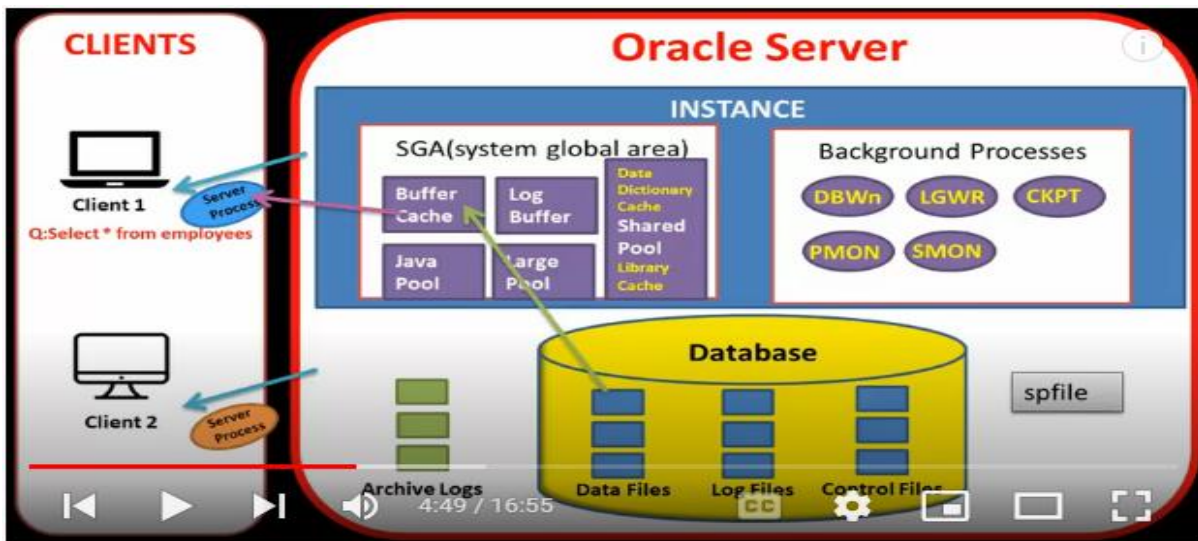 CLIENTS
Client 1
Server
Process
Q:Select * from employees
Client 2
Server
Process
Oracle Server
i
INSTANCE
SGA(system global area)
Buffer
Cache
Log
Buffer
Java
Pool
Large
Pool
Data
Dictionary
Cache
Shared
Pool
Library
Cache
Background Processes
DBWn
LGWR
CKPT
PMON
SMON
Database
spfile
Archive Logs
Data Files
Log Files
Control Files
4:49 / 16:55
CC